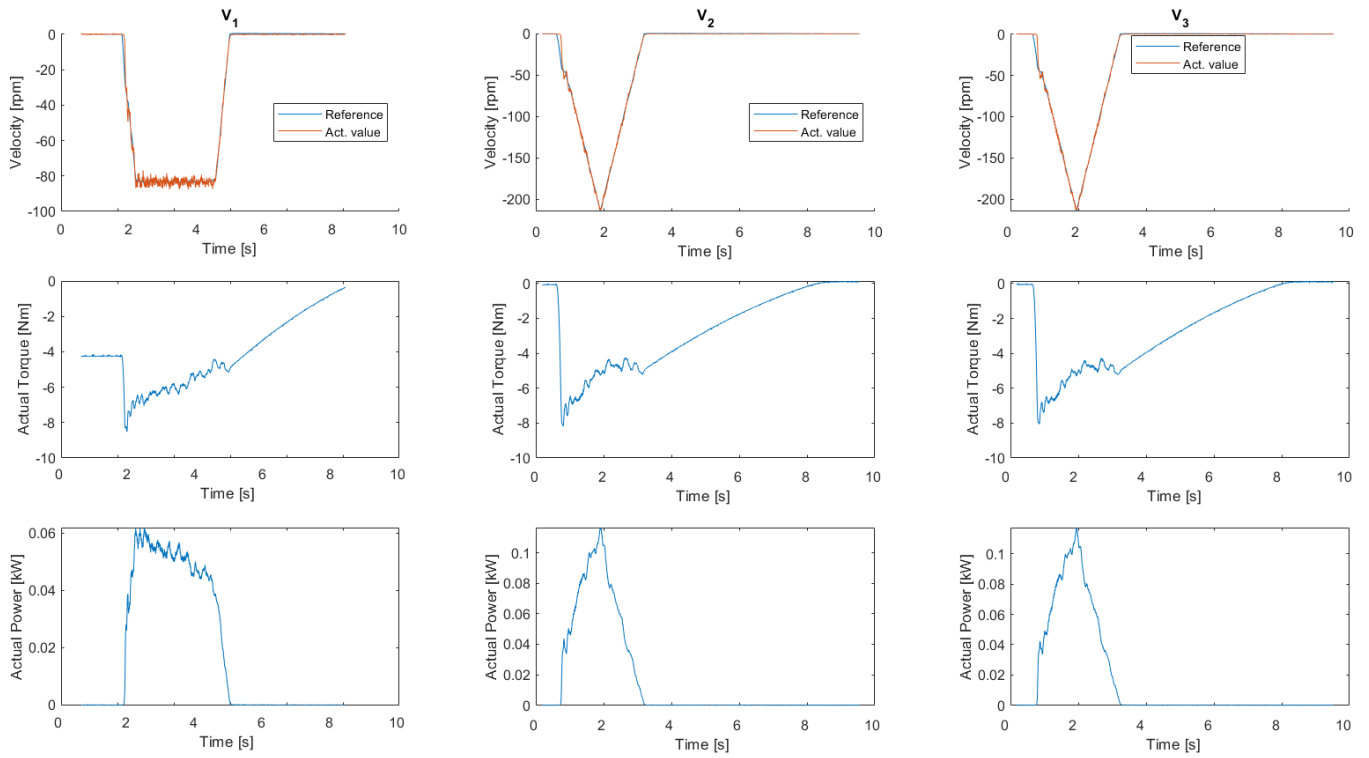 V1
V2
V3
Velocity [rpm]
0
-20
-40
-60
-80
-100
0 2 4 6 8 10
Time [s]
Reference
Act. value
Velocity [rpm]
0
-50
-100
-150
-200
0 2 4 6 8 10
Time [s]
Reference
Act. value
Velocity [rpm]
0
-50
-100
-150
-200
0 2 4 6 8 10
Time [s]
Reference
Act. value
Actual Torque [Nm]
0
-2
-4
-6
-8
-10
0 2 4 6 8 10
Time [s]
Actual Torque [Nm]
0
-2
-4
-6
-8
-10
0 2 4 6 8 10
Time [s]
Actual Torque [Nm]
0
-2
-4
-6
-8
-10
0 2 4 6 8 10
Time [s]
Actual Power [kW]
0.06
0.04
0.02
0
0 2 4 6 8 10
Time [s]
Actual Power [kW]
0.1
0.08
0.06
0.04
0.02
0
0 2 4 6 8 10
Time [s]
Actual Power [kW]
0.1
0.08
0.06
0.04
0.02
0
0 2 4 6 8 10
Time [s]